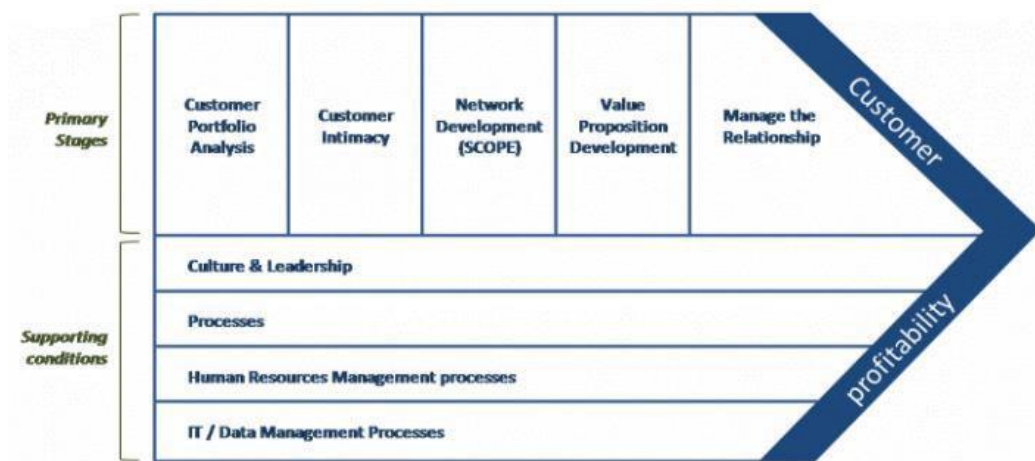 Primary
Stages
Customer
Portfolio
Analysis
Customer
Intimacy
Network
Development
(SCOPE)
Value
Proposition
Development
Manage the
Relationship
Customer
Supporting
conditions
Culture & Leadership
Processes
Human Resources Management processes
IT / Data Management Processes
profitability